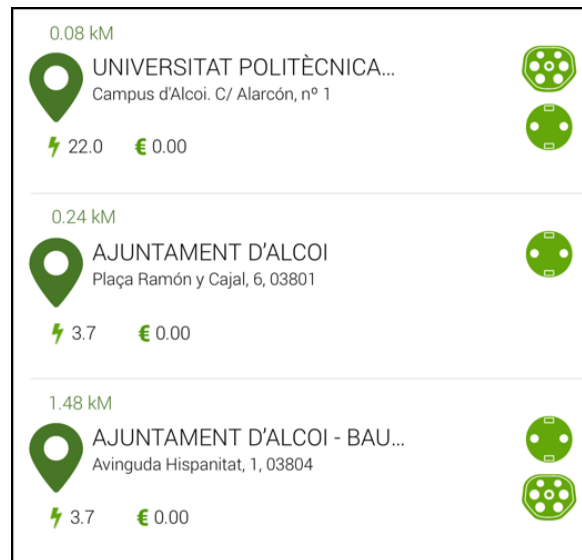 0.08 kM
UNIVERSITAT POLITÈCNICA...
Campus d'Alcoi. C/ Alarcón, nº 1
22.0 € 0.00
0.24 kM
AJUNTAMENT D'ALCOI
Plaça Ramón y Cajal, 6, 03801
3.7 € 0.00
1.48 kM
AJUNTAMENT D'ALCOI - BAU...
Avinguda Hispanitat, 1, 03804
3.7 € 0.00